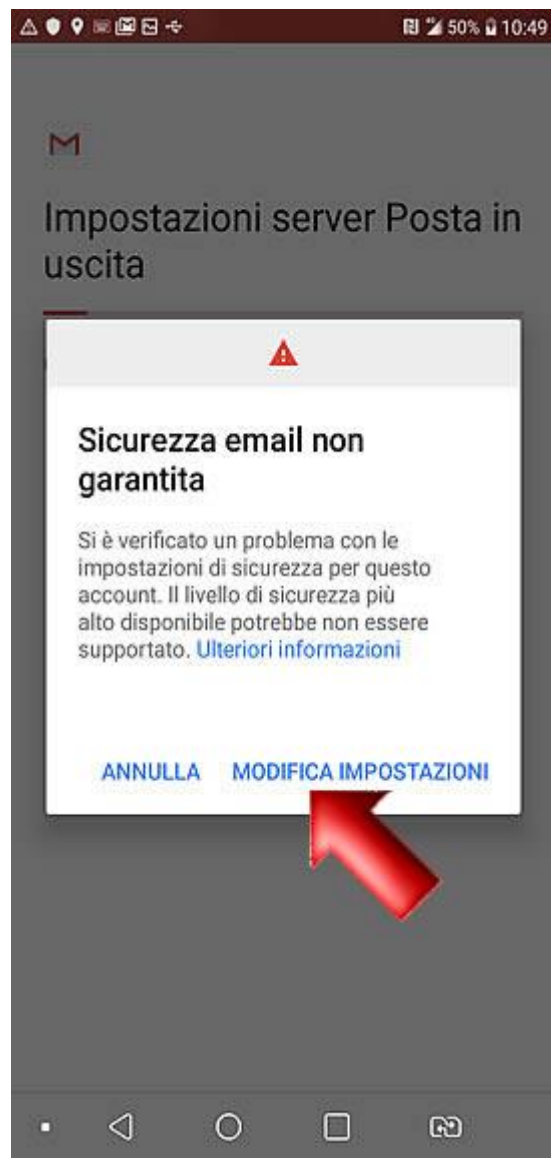 50% 10:49
Impostazioni server Posta in
uscita
Sicurezza email non
garantita
Si è verificato un problema con le
impostazioni di sicurezza per questo
account. Il livello di sicurezza più
alto disponibile potrebbe non essere
supportato. Ulteriori informazioni
ANNULLA MODIFICA IMPOSTAZIONI